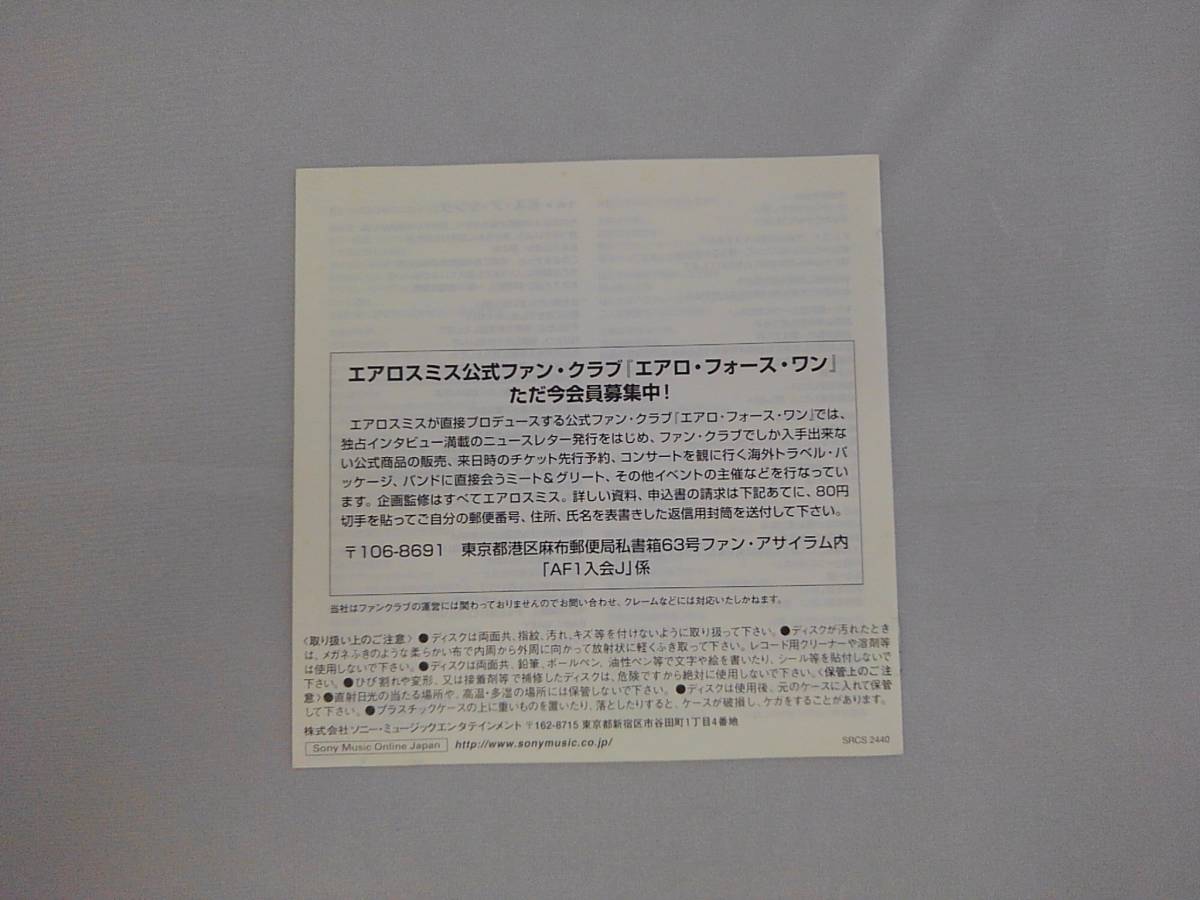 エアロスミス公式ファン・クラブ『エアロ・フォース・ワン』
ただ今会員募集中！
エアロスミスが直接プロデュースする公式ファン・クラブ『エアロ・フォース・ワン』では、
独占インタビュー満載のニュースレター発行をはじめ、ファン・クラブでしか入手出来な
い公式商品の販売、来日時のチケット先行予約、コンサートを観に行く海外トラベル・パ
ッケージ、バンドに直接会うミート＆グリート、その他イベントの主催などを行なってい
ます。企画監修はすべてエアロスミス。詳しい資料、申込書の請求は下記あてに、80円
切手を貼ってご自分の郵便番号、住所、氏名を表書きした返信用封筒を送付して下さい。
〒106-8691　東京都港区麻布郵便局私書箱63号ファン・アサイラム内
「AF1入会J」係
当社はファンクラブの運営には関わっておりませんのでお問い合わせ、クレームなどには対応いたしかねます。
〈取り扱い上のご注意〉●ディスクは両面共、指紋、汚れ、キズ等を付けないように取り扱って下さい。●ディスクが汚れたとき
は、メガネふきのような柔らかい布で内周から外周に向かって放射状に軽くふき取って下さい。レコード用クリーナーや溶剤等
は使用しないで下さい。●ディスクは両面共、鉛筆、ボールペン、油性ペン等で文字や絵を書いたり、シール等を貼付しないで
下さい。●ひび割れや変形、又は接着剤等で補修したディスクは、危険ですから絶対に使用しないで下さい。〈保管上のご注
意〉●直射日光の当たる場所や、高温・多湿の場所には保管しないで下さい。●ディスクは使用後、元のケースに入れて保管
して下さい。●プラスチックケースの上に重いものを置いたり、落としたりすると、ケースが破損し、ケガをすることがあります。
株式会社 ソニー・ミュージックエンタテインメント 〒162-8715 東京都新宿区市谷田町1丁目4番地
Sony Music Online Japan http://www.sonymusic.co.jp/
SRCS 2440